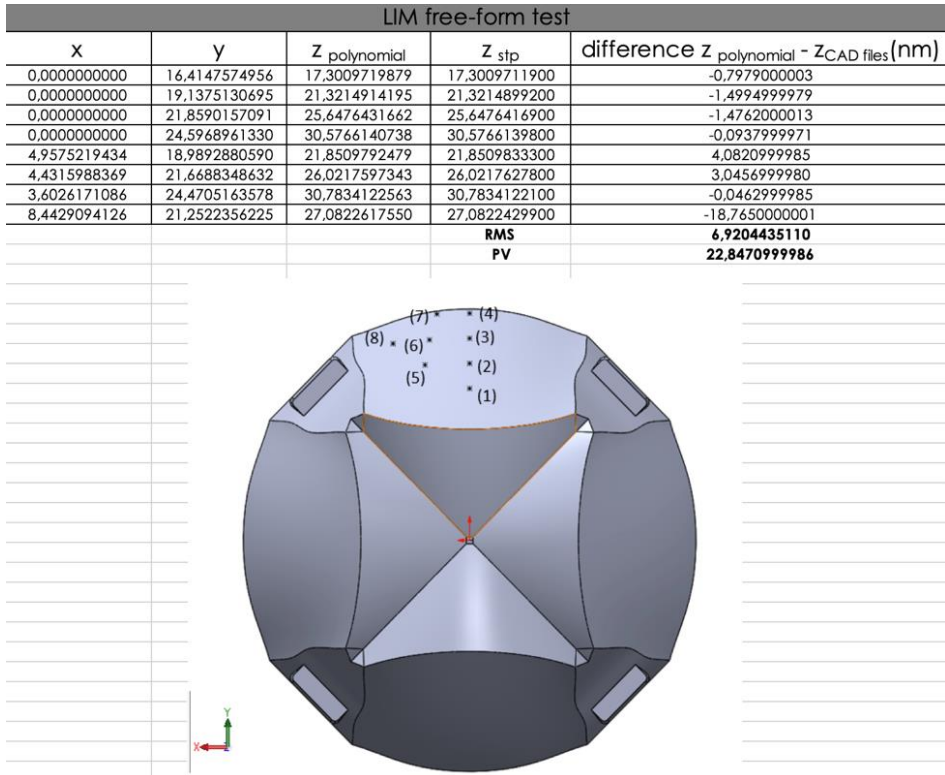 LIM free-form test
x y z polynomial z stp difference z polynomial - zCAD files(nm)
0,0000000000 16,4147574956 17,3009719879 17,3009711900 -0,7979000003
0,0000000000 19,1375130695 21,3214914195 21,3214899200 -1,4994999979
0,0000000000 21,8590157091 25,6476431662 25,6476416900 -1,4762000013
0,0000000000 24,5968961330 30,5766140738 30,5766139800 -0,0937999971
4,9575219434 18,9892880590 21,8509792479 21,8509833300 4,0820999985
4,4315988369 21,6688348632 26,0217597343 26,0217627800 3,0456999980
3,6026171086 24,4705163578 30,7834122563 30,7834122100 -0,0462999985
8,4429094126 21,2522356225 27,0822617550 27,0822429900 -18,7650000001
RMS 6,9204435110
PV 22,8470999986
(7) (4)
(8) (6) (3)
(5) (2)
(1)
Y
X
Z